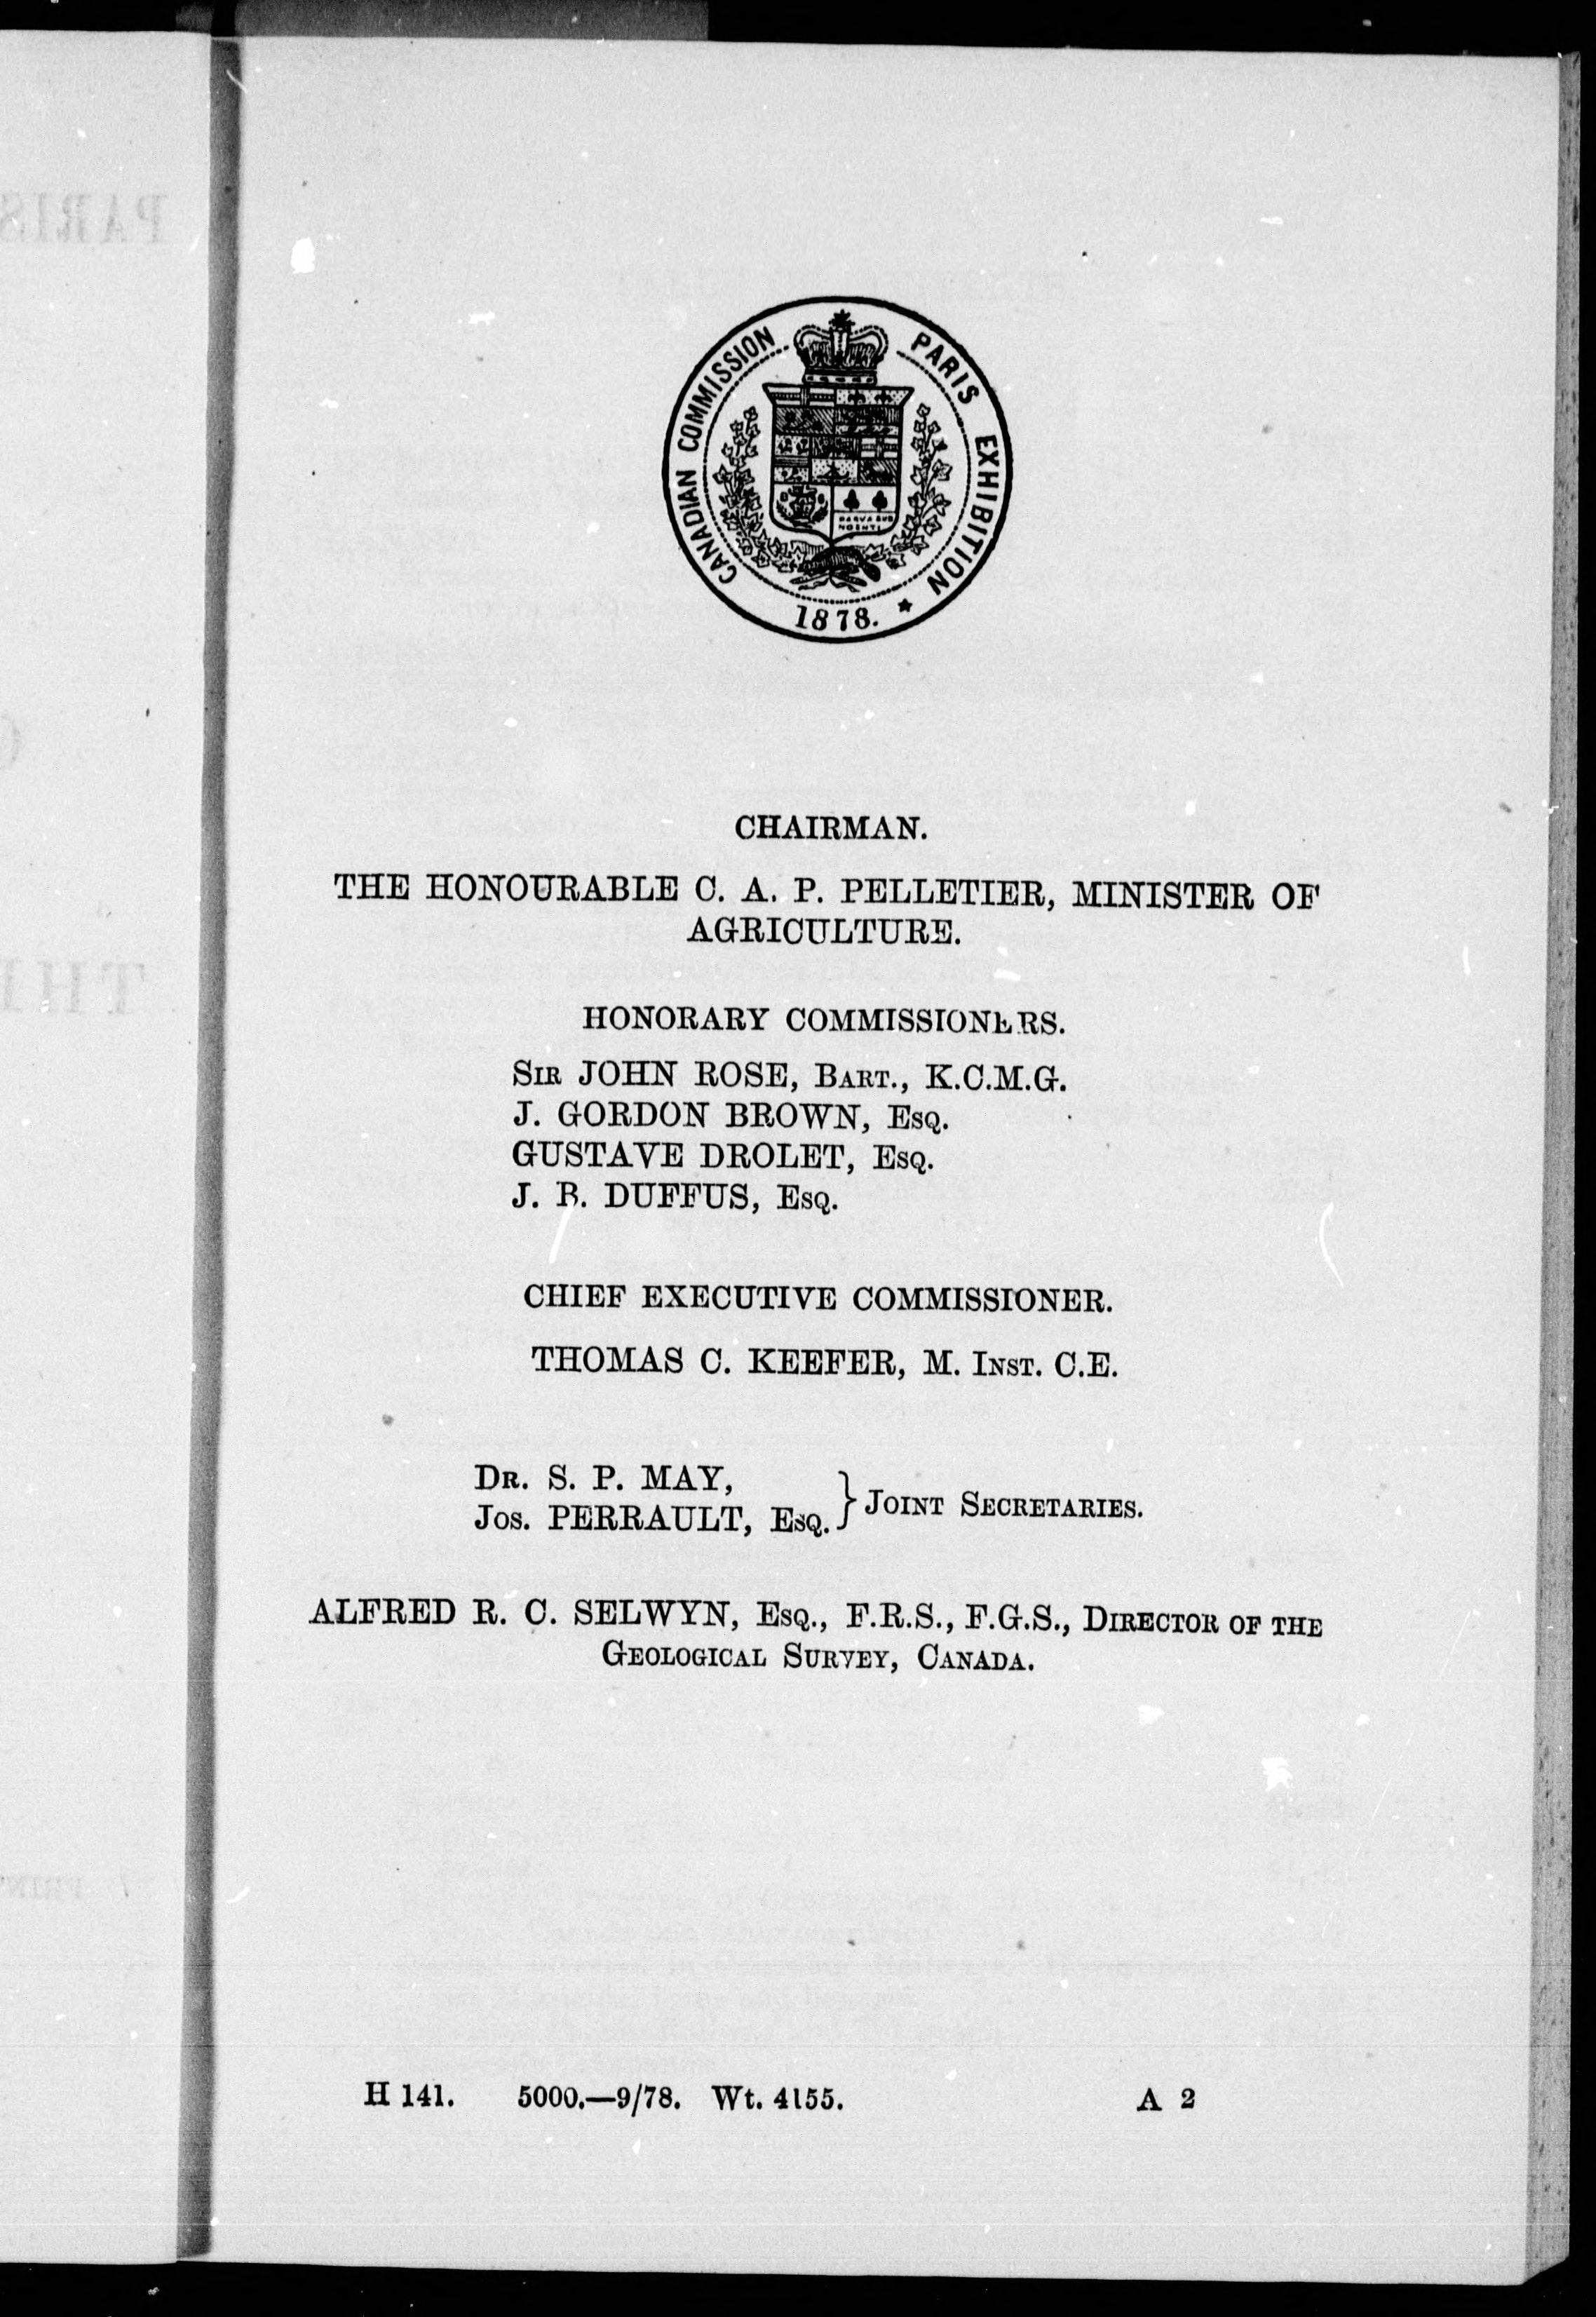 CANADIAN COMMISSION PARIS EXHIBITION
1878.
CHAIRMAN.
THE HONOURABLE C. A. P. PELLETIER, MINISTER OF
AGRICULTURE.
HONORARY COMMISSIONERS.
SIR JOHN ROSE, BART., K.C.M.G.
J. GORDON BROWN, ESQ.
GUSTAVE DROLET, ESQ.
J. B. DUFFUS, ESQ.
CHIEF EXECUTIVE COMMISSIONER.
THOMAS C. KEEFER, M. INST. C.E.
DR. S. P. MAY,
JOS. PERRAULT, ESQ. } JOINT SECRETARIES.
ALFRED R. C. SELWYN, ESQ., F.R.S., F.G.S., DIRECTOR OF THE
GEOLOGICAL SURVEY, CANADA.
H 141. 5000.—9/78. Wt. 4155. A 2